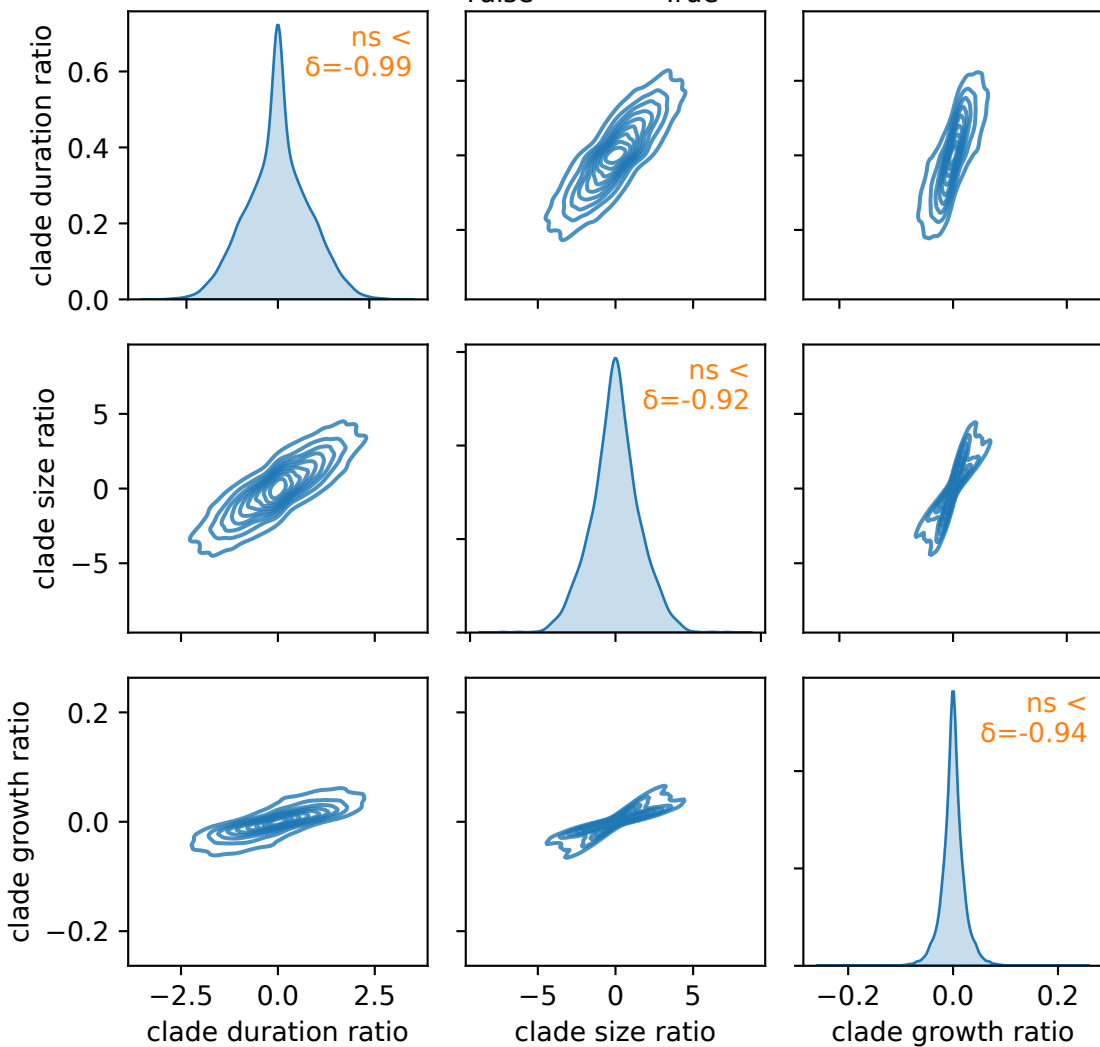 clade duration ratio
0.6
0.4
0.2
0.0
ns <
δ=-0.99
clade size ratio
5
0
−5
ns <
δ=-0.92
clade growth ratio
0.2
0.0
−0.2
ns <
δ=-0.94
−2.5 0.0 2.5
−5 0 5
−0.2 0.0 0.2
clade duration ratio
clade size ratio
clade growth ratio